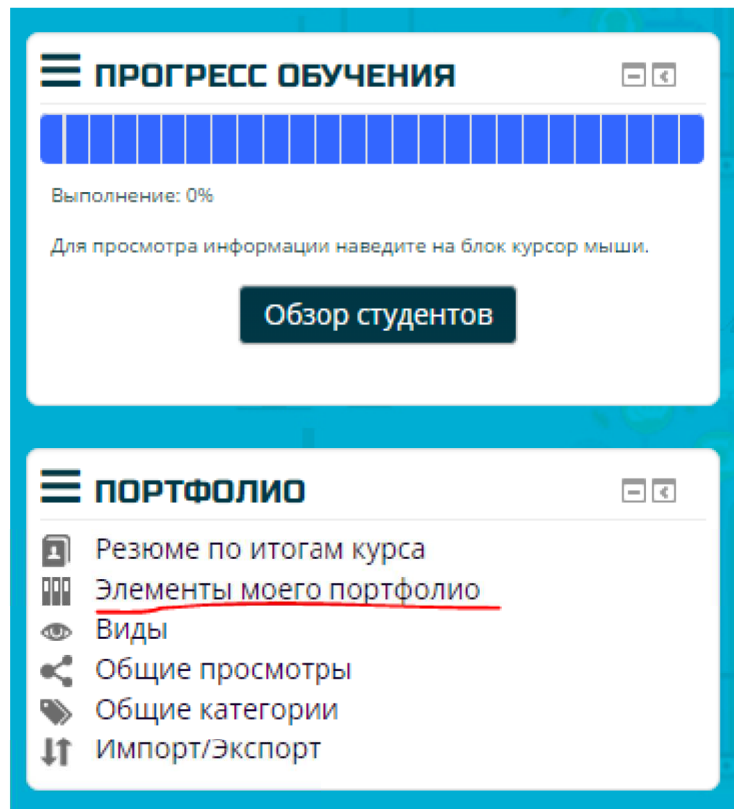 ПРОГРЕСС ОБУЧЕНИЯ
Выполнение: 0%
Для просмотра информации наведите на блок курсор мыши.
Обзор студентов
ПОРТФОЛИО
Резюме по итогам курса
Элементы моего портфолио
Виды
Общие просмотры
Общие категории
Импорт/Экспорт